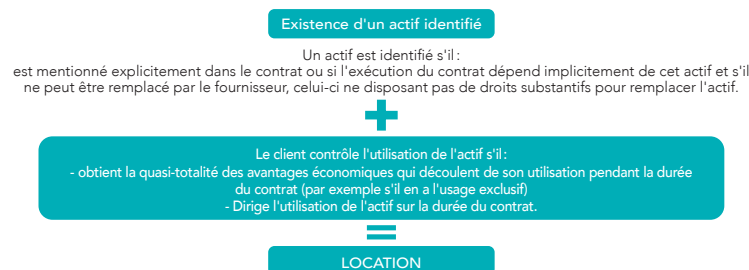 Existence d'un actif identifié
Un actif est identifié s'il :
est mentionné explicitement dans le contrat ou si l'exécution du contrat dépend implicitement de cet actif et s'il
ne peut être remplacé par le fournisseur, celui-ci ne disposant pas de droits substantifs pour remplacer l'actif.
+
Le client contrôle l'utilisation de l'actif s'il :
- obtient la quasi-totalité des avantages économiques qui découlent de son utilisation pendant la durée
du contrat (par exemple s'il en a l'usage exclusif)
- Dirige l'utilisation de l'actif sur la durée du contrat.
=
LOCATION